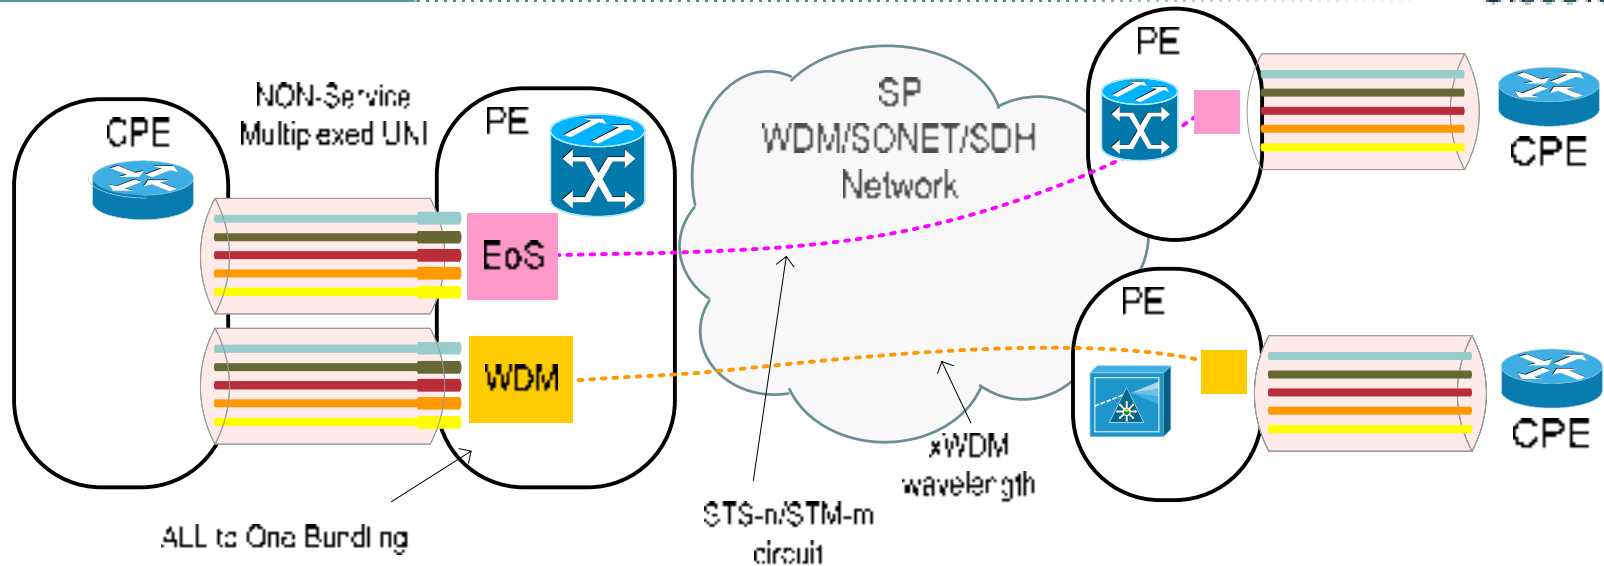 NON-Service
Multiplexed UNI
CPE
PE
EoS
WDM
ALL to One Bundling
SP
WDM/SONET/SDH
Network
STS-n/STM-m
circuit
xWDM
wavelength
PE
CPE
PE
CPE